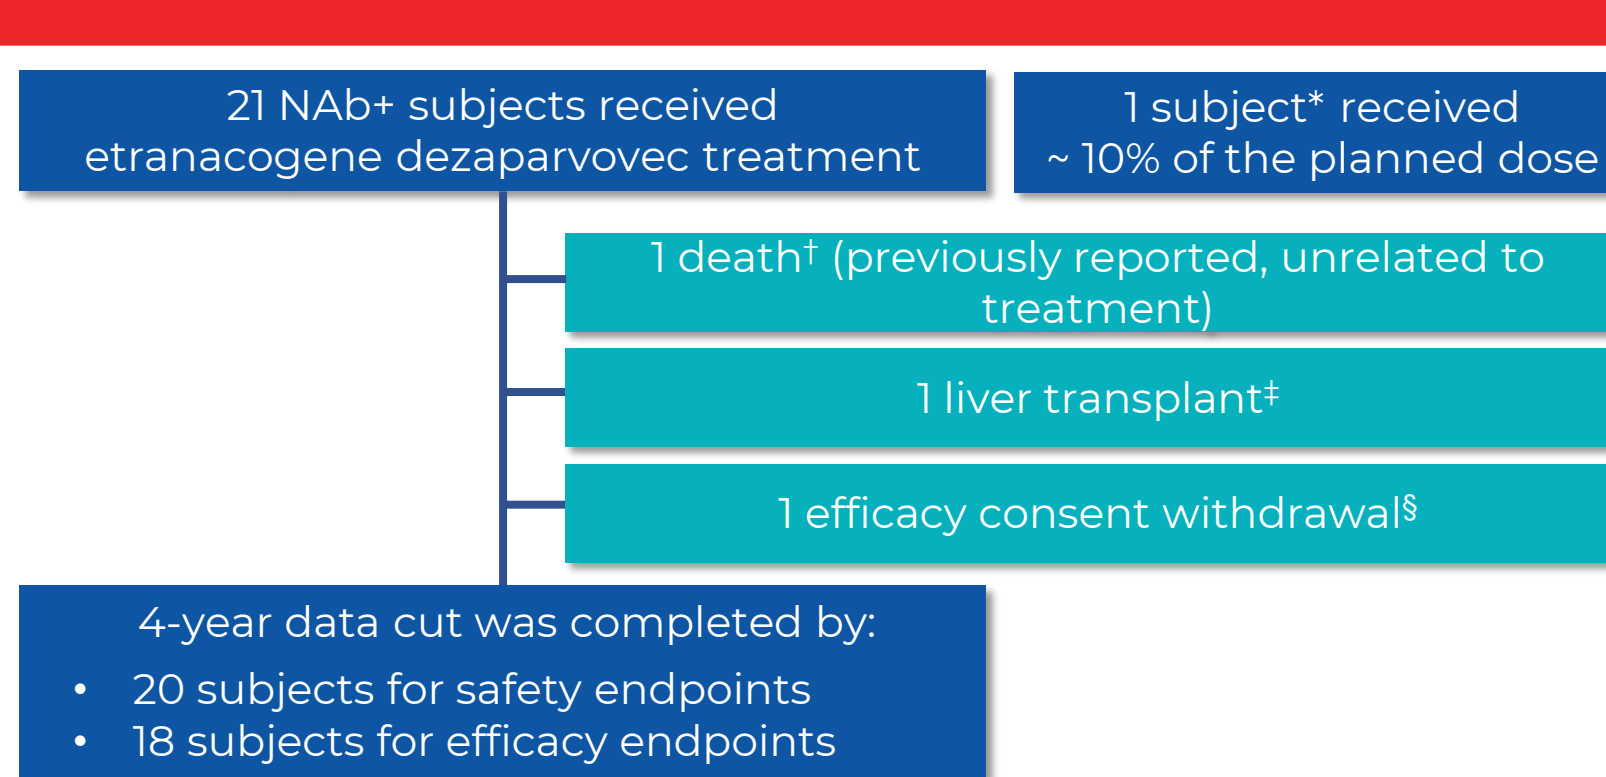 21 NAb+ subjects received
etranacogene dezaparvovec treatment
1 subject* received
~ 10% of the planned dose
1 death† (previously reported, unrelated to
treatment)
1 liver transplant‡
1 efficacy consent withdrawal§
4-year data cut was completed by:
• 20 subjects for safety endpoints
• 18 subjects for efficacy endpoints